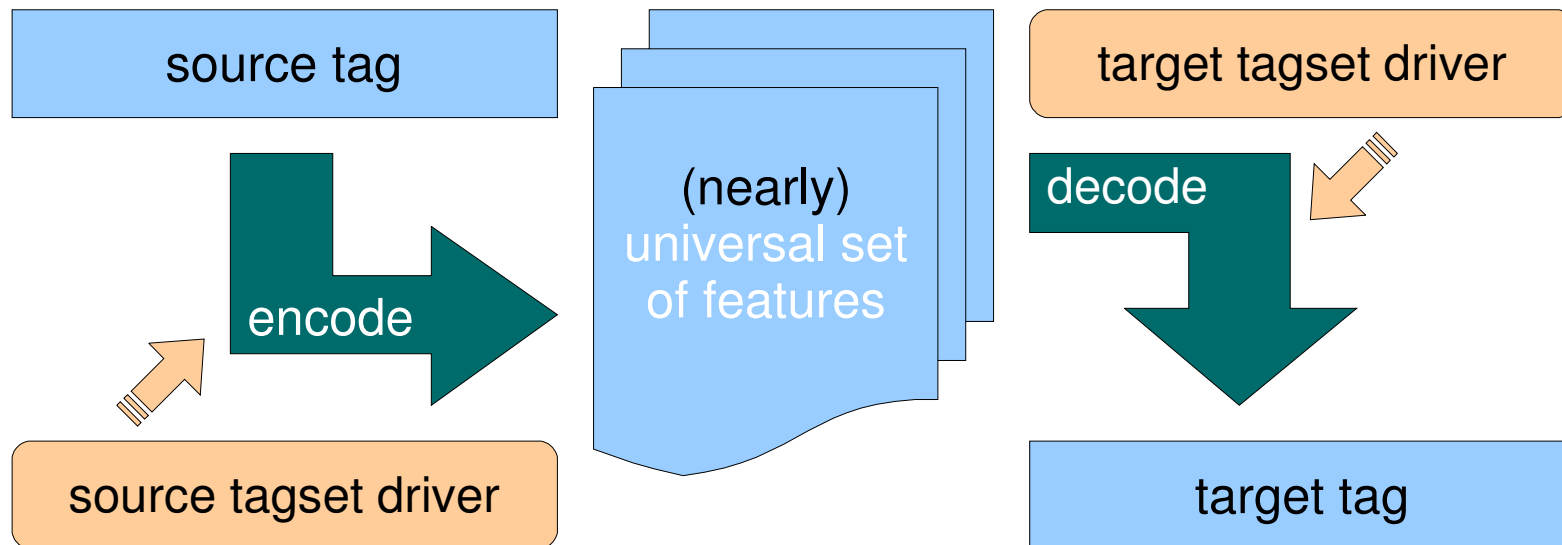 source tag
encode
source tagset driver
(nearly)
universal set
of features
target tagset driver
decode
target tag